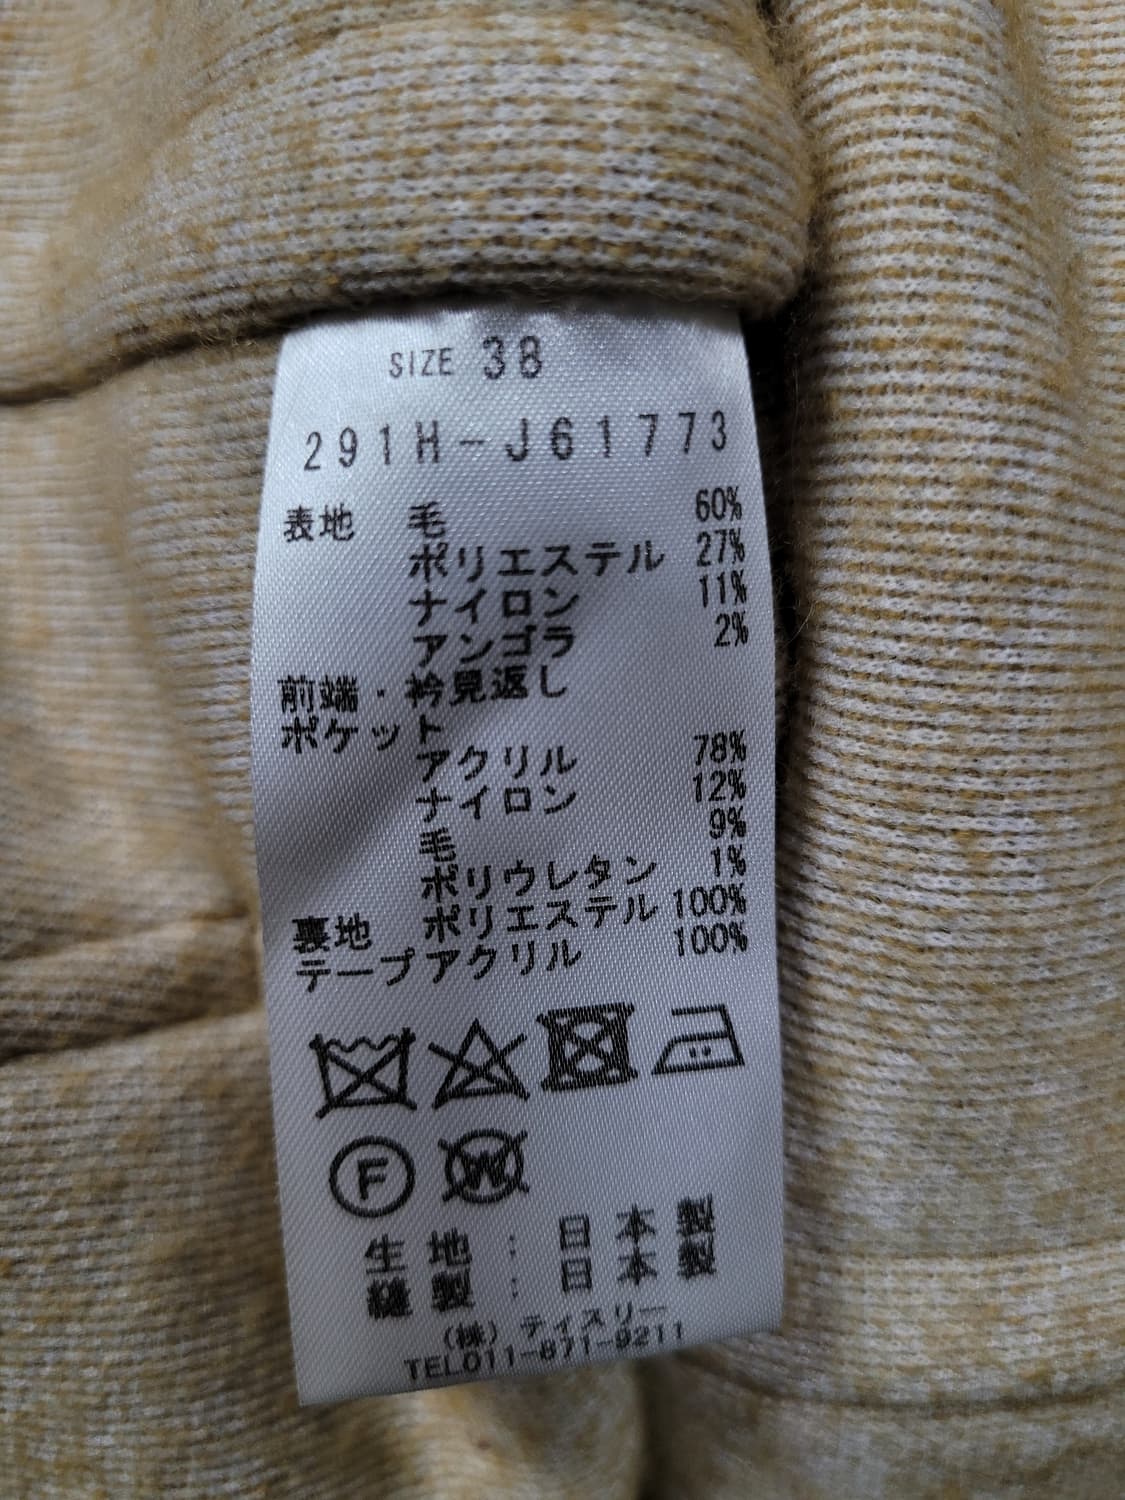 SIZE 38
291H-J61773
表地 毛 60%
ポリエステル 27%
ナイロン 11%
アンゴラ 2%
前端・衿見返し
ポケット
アクリル 78%
ナイロン 12%
毛 9%
ポリウレタン 1%
裏地 ポリエステル 100%
テープアクリル 100%
F W
生地:日本製
縫製:日本製
(株)ティスリー
TEL011-871-9211